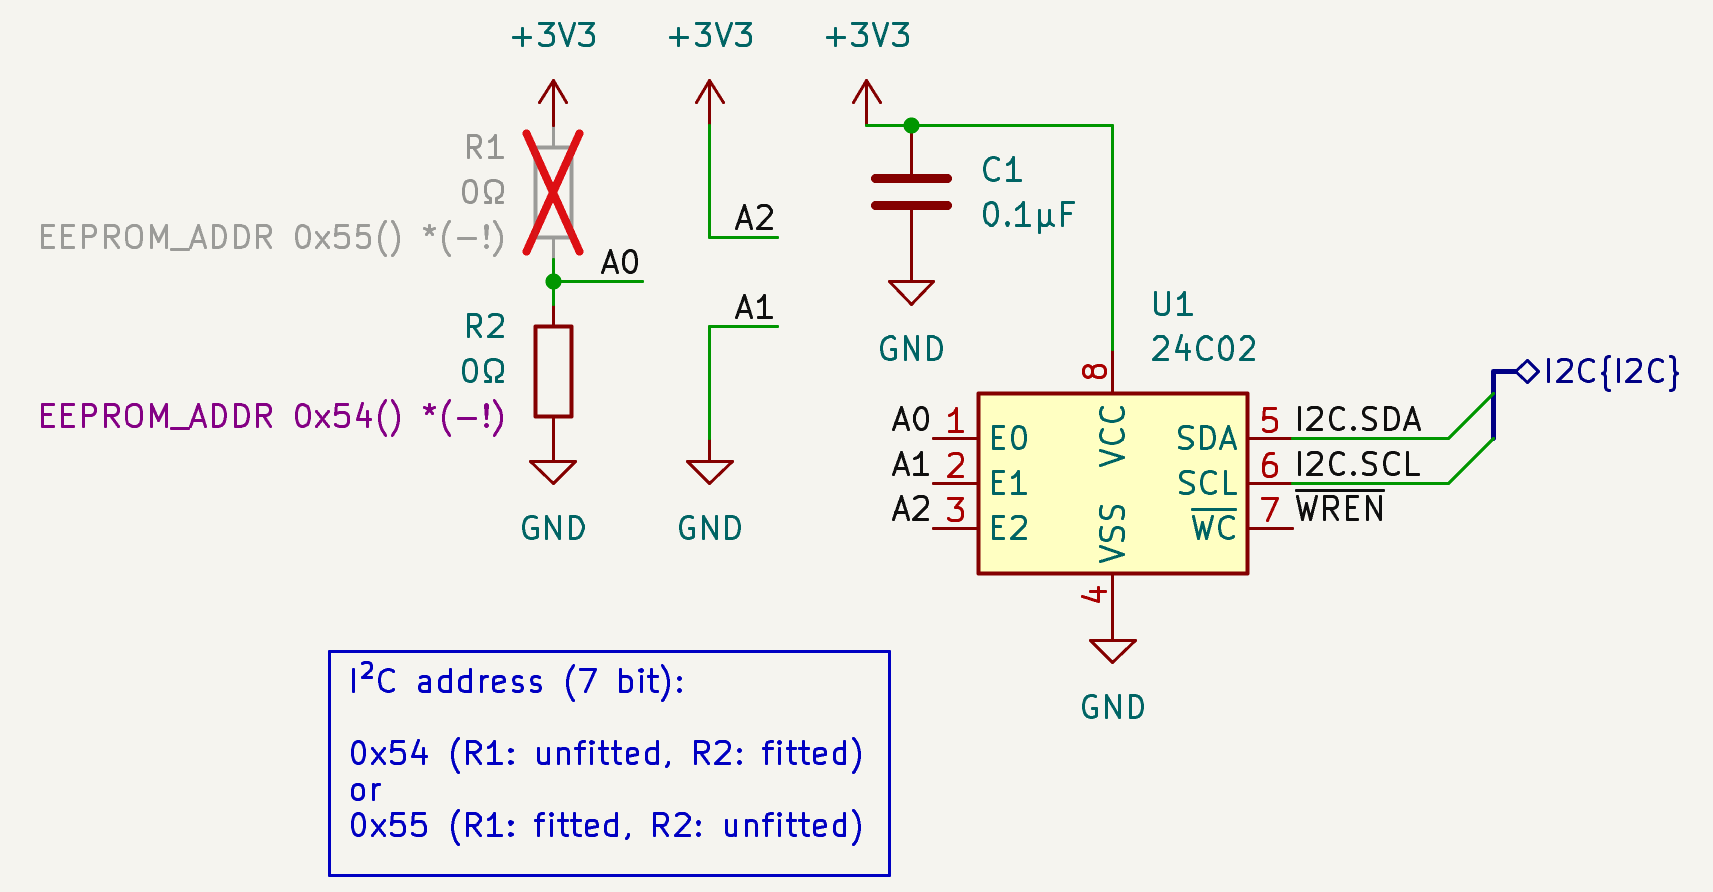 +3V3
+3V3
+3V3
R1
0Ω
EEPROM_ADDR 0x55() *(-!)
A0
R2
0Ω
EEPROM_ADDR 0x54() *(-!)
GND
A2
A1
GND
C1
0.1µF
GND
U1
24C02
8
A0 1 E0 VCC SDA 5 I2C.SDA
A1 2 E1 SCL 6 I2C.SCL
A2 3 E2 VSS WC 7 WREN
4
GND
I2C{I2C}
I²C address (7 bit):
0x54 (R1: unfitted, R2: fitted)
or
0x55 (R1: fitted, R2: unfitted)